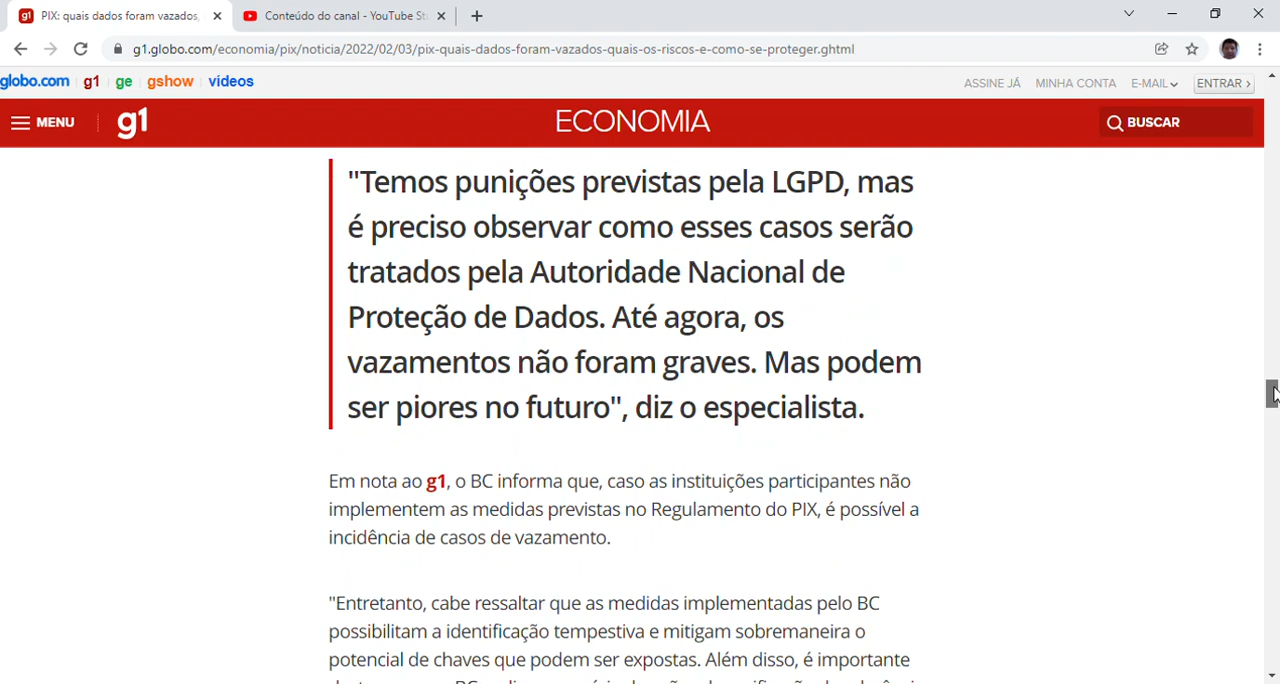 g1 PIX: quais dados foram vazados,
Conteúdo do canal - YouTube St
g1.globo.com/economia/pix/noticia/2022/02/03/pix-quais-dados-foram-vazados-quais-os-riscos-e-como-se-proteger.ghtml
globo.com g1 ge gshow videos ASSINE JÁ MINHA CONTA E-MAIL ENTRAR ›
MENU g1 ECONOMIA BUSCAR
"Temos punições previstas pela LGPD, mas
é preciso observar como esses casos serão
tratados pela Autoridade Nacional de
Proteção de Dados. Até agora, os
vazamentos não foram graves. Mas podem
ser piores no futuro", diz o especialista.
Em nota ao g1, o BC informa que, caso as instituições participantes não
implementem as medidas previstas no Regulamento do PIX, é possível a
incidência de casos de vazamento.
"Entretanto, cabe ressaltar que as medidas implementadas pelo BC
possibilitam a identificação tempestiva e mitigam sobremaneira o
potencial de chaves que podem ser expostas. Além disso, é importante